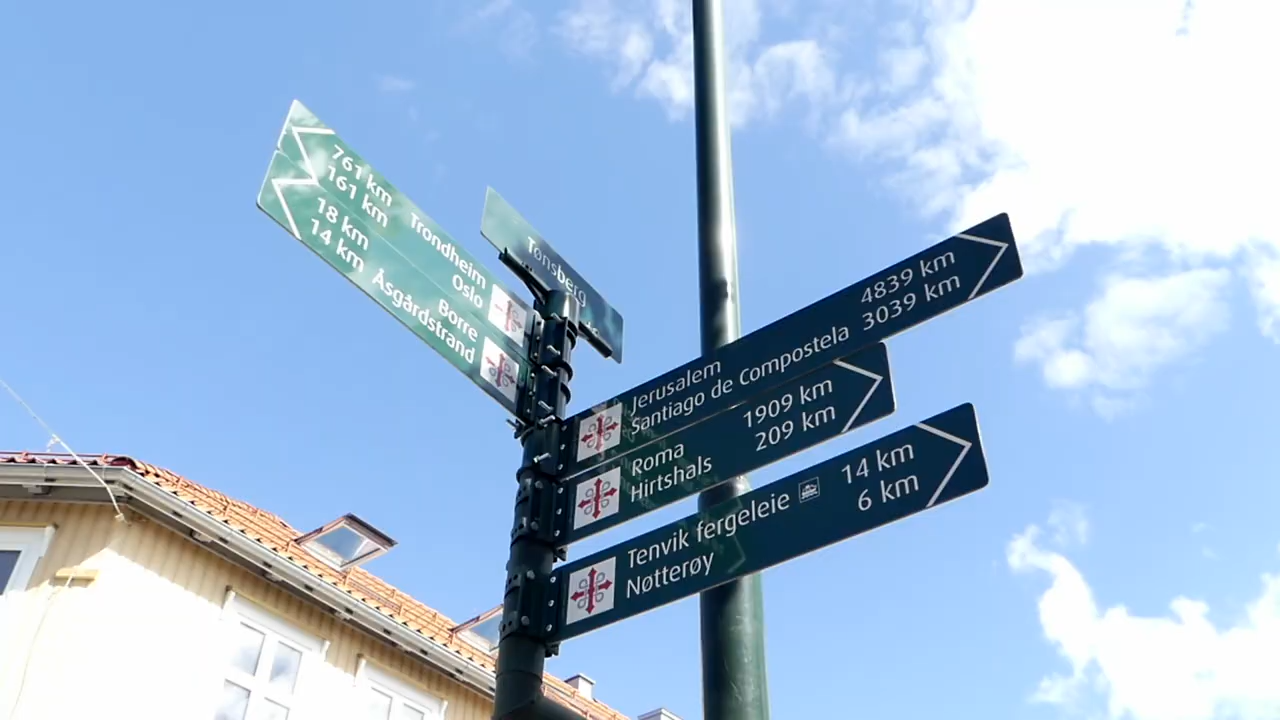 761 km Trondheim
161 km Oslo
18 km Borre
14 km Åsgårdstrand
Tønsberg
Jerusalem 4839 km
Santiago de Compostela 3039 km
Roma 1909 km
Hirtshals 209 km
Tenvik fergeleie 14 km
Nøtterøy 6 km